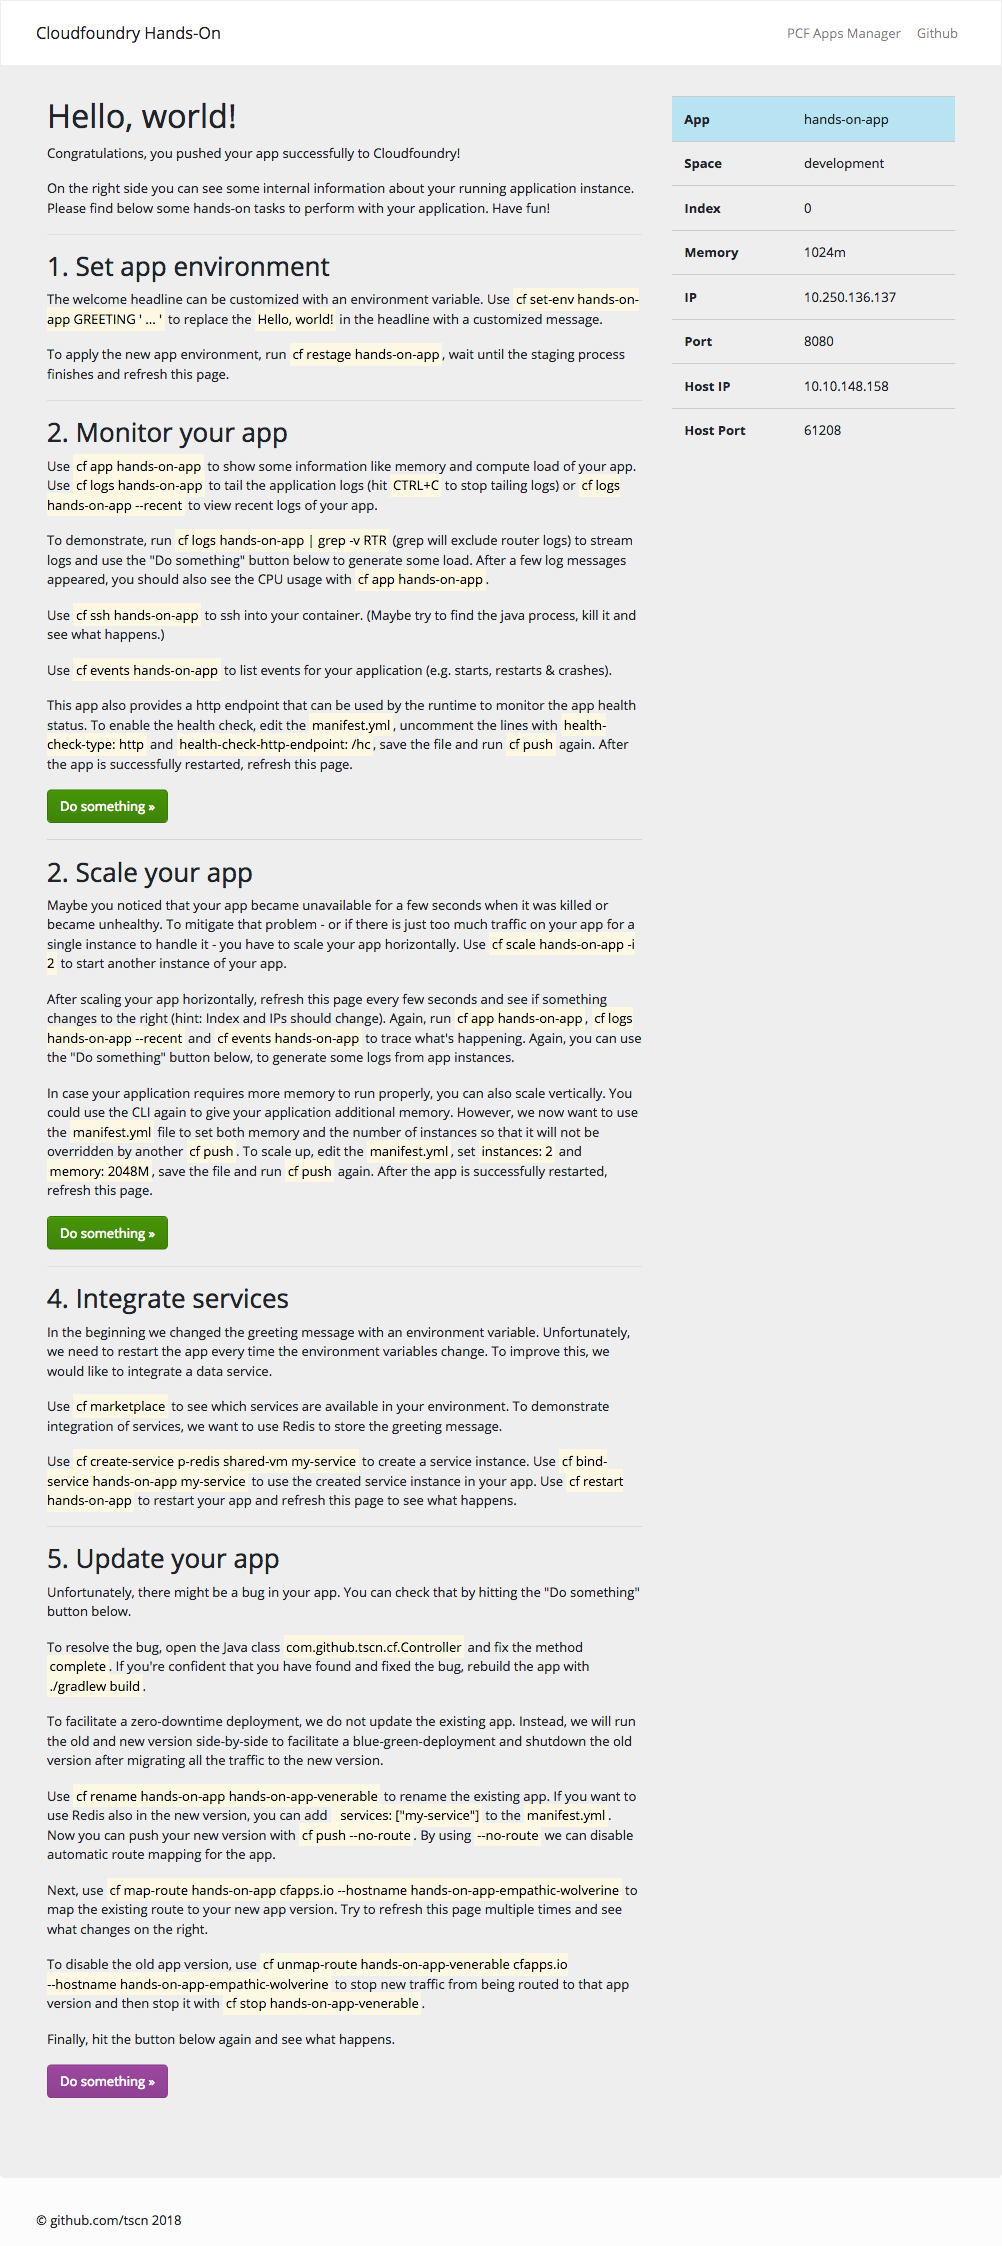 Cloudfoundry Hands-On
PCF Apps Manager Github
Hello, world!
Congratulations, you pushed your app successfully to Cloudfoundry!
On the right side you can see some internal information about your running application instance.
Please find below some hands-on tasks to perform with your application. Have fun!
1. Set app environment
The welcome headline can be customized with an environment variable. Use cf set-env hands-on-
app GREETING ' ... ' to replace the Hello, world! in the headline with a customized message.
To apply the new app environment, run cf restage hands-on-app, wait until the staging process
finishes and refresh this page.
2. Monitor your app
Use cf app hands-on-app to show some information like memory and compute load of your app.
Use cf logs hands-on-app to tail the application logs (hit CTRL+C to stop tailing logs) or cf logs
hands-on-app --recent to view recent logs of your app.
To demonstrate, run cf logs hands-on-app | grep -v RTR (grep will exclude router logs) to stream
logs and use the "Do something" button below to generate some load. After a few log messages
appeared, you should also see the CPU usage with cf app hands-on-app.
Use cf ssh hands-on-app to ssh into your container. (Maybe try to find the java process, kill it and
see what happens.)
Use cf events hands-on-app to list events for your application (e.g. starts, restarts & crashes).
This app also provides a http endpoint that can be used by the runtime to monitor the app health
status. To enable the health check, edit the manifest.yml, uncomment the lines with health-
check-type: http and health-check-http-endpoint: /hc, save the file and run cf push again. After
the app is successfully restarted, refresh this page.
Do something »
2. Scale your app
Maybe you noticed that your app became unavailable for a few seconds when it was killed or
became unhealthy. To mitigate that problem - or if there is just too much traffic on your app for a
single instance to handle it - you have to scale your app horizontally. Use cf scale hands-on-app -i
2 to start another instance of your app.
After scaling your app horizontally, refresh this page every few seconds and see if something
changes to the right (hint: Index and IPs should change). Again, run cf app hands-on-app, cf logs
hands-on-app --recent and cf events hands-on-app to trace what's happening. Again, you can use
the "Do something" button below, to generate some logs from app instances.
In case your application requires more memory to run properly, you can also scale vertically. You
could use the CLI again to give your application additional memory. However, we now want to use
the manifest.yml file to set both memory and the number of instances so that it will not be
overridden by another cf push. To scale up, edit the manifest.yml, set instances: 2 and
memory: 2048M, save the file and run cf push again. After the app is successfully restarted,
refresh this page.
Do something »
4. Integrate services
In the beginning we changed the greeting message with an environment variable. Unfortunately,
we need to restart the app every time the environment variables change. To improve this, we
would like to integrate a data service.
Use cf marketplace to see which services are available in your environment. To demonstrate
integration of services, we want to use Redis to store the greeting message.
Use cf create-service p-redis shared-vm my-service to create a service instance. Use cf bind-
service hands-on-app my-service to use the created service instance in your app. Use cf restart
hands-on-app to restart your app and refresh this page to see what happens.
5. Update your app
Unfortunately, there might be a bug in your app. You can check that by hitting the "Do something"
button below.
To resolve the bug, open the Java class com.github.tscn.cf.Controller and fix the method
complete. If you're confident that you have found and fixed the bug, rebuild the app with
./gradlew build.
To facilitate a zero-downtime deployment, we do not update the existing app. Instead, we will run
the old and new version side-by-side to facilitate a blue-green-deployment and shutdown the old
version after migrating all the traffic to the new version.
Use cf rename hands-on-app hands-on-app-venerable to rename the existing app. If you want to
use Redis also in the new version, you can add services: ["my-service"] to the manifest.yml.
Now you can push your new version with cf push --no-route. By using --no-route we can disable
automatic route mapping for the app.
Next, use cf map-route hands-on-app cfapps.io --hostname hands-on-app-empathic-wolverine to
map the existing route to your new app version. Try to refresh this page multiple times and see
what changes on the right.
To disable the old app version, use cf unmap-route hands-on-app-venerable cfapps.io
--hostname hands-on-app-empathic-wolverine to stop new traffic from being routed to that app
version and then stop it with cf stop hands-on-app-venerable.
Finally, hit the button below again and see what happens.
Do something »
App hands-on-app
Space development
Index 0
Memory 1024m
IP 10.250.136.137
Port 8080
Host IP 10.10.148.158
Host Port 61208
© github.com/tscn 2018